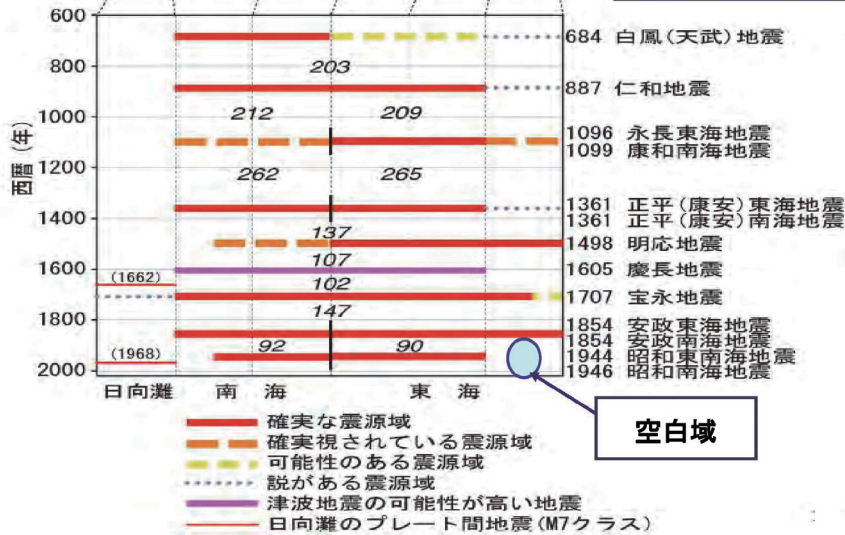 600
684 白鳳(天武)地震
800
203
887 仁和地震
1000
212 209
1096 永長東海地震
1099 康和南海地震
1200
262 265
1361 正平(康安)東海地震
1361 正平(康安)南海地震
1400
137
1498 明応地震
107
1600
1605 慶長地震
(1662)
102
1707 宝永地震
147
1800
1854 安政東海地震
1854 安政南海地震
92 90
1944 昭和東南海地震
(1968)
2000
1946 昭和南海地震
西暦(年)
日向灘 南海 東海
空白域
確実な震源域
確実視されている震源域
可能性のある震源域
説がある震源域
津波地震の可能性が高い地震
日向灘のプレート間地震(M7クラス)